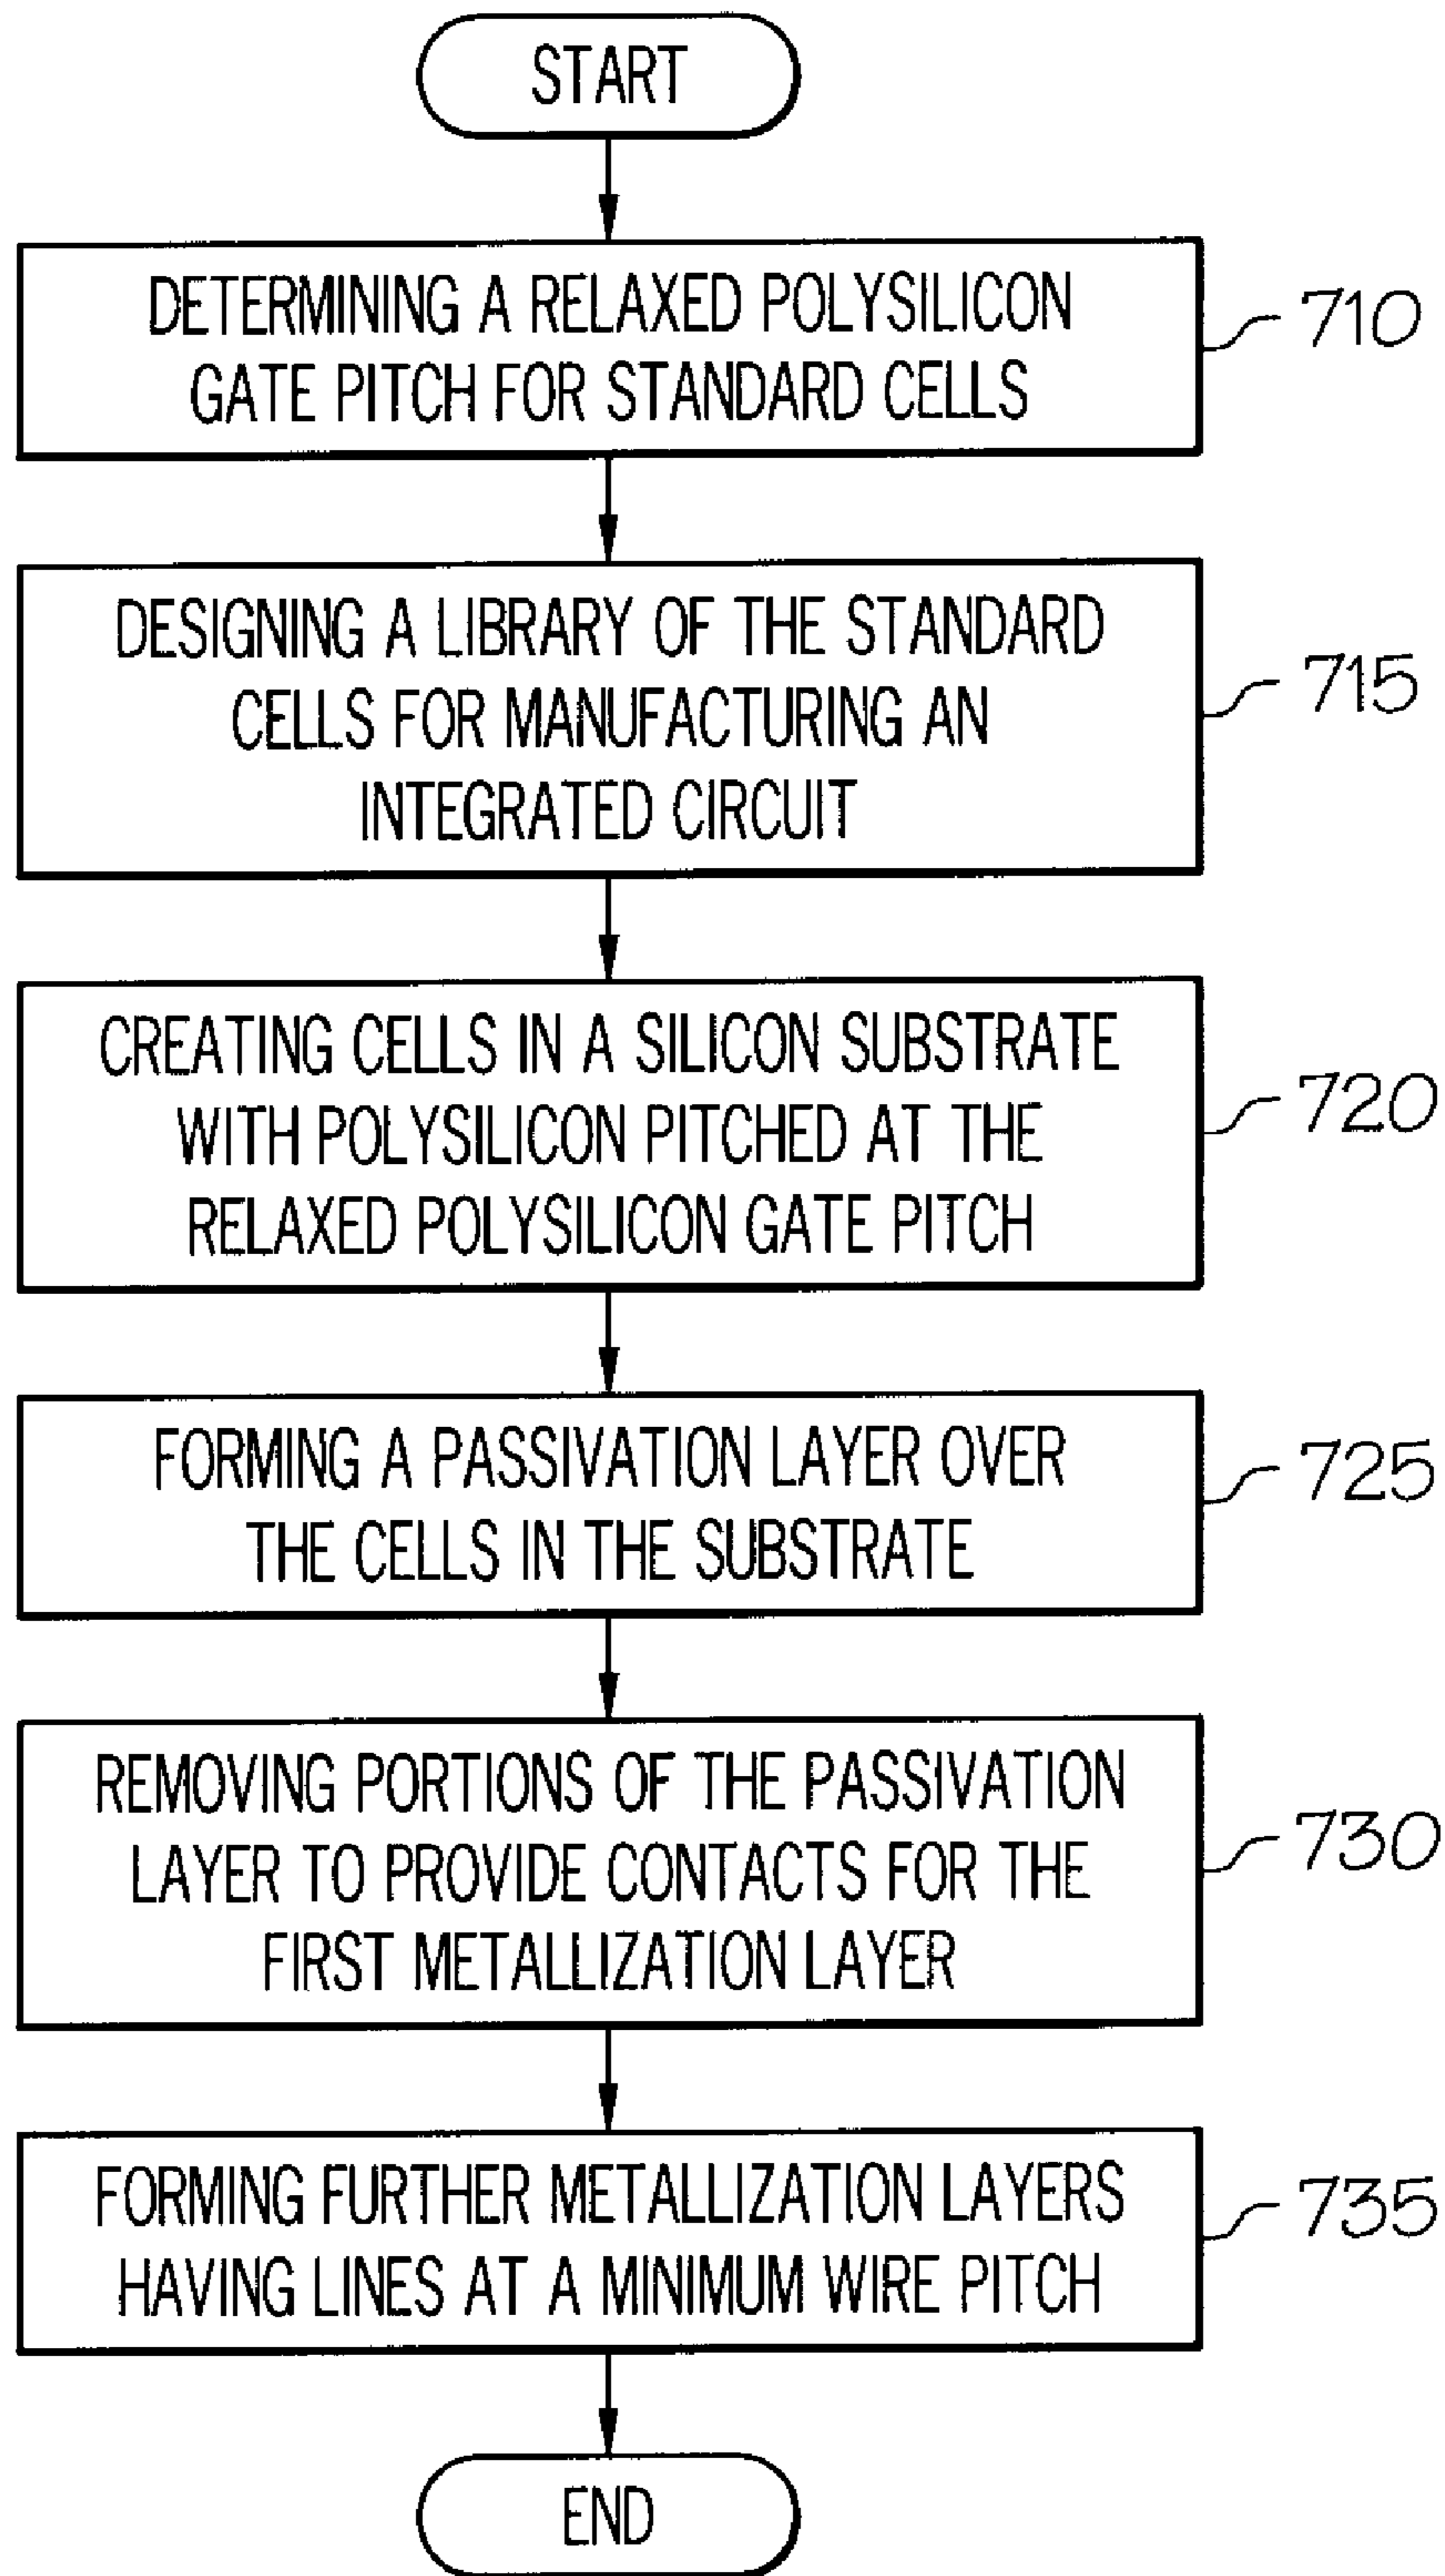 START
DETERMINING A RELAXED POLYSILICON
GATE PITCH FOR STANDARD CELLS
710
DESIGNING A LIBRARY OF THE STANDARD
CELLS FOR MANUFACTURING AN
INTEGRATED CIRCUIT
715
CREATING CELLS IN A SILICON SUBSTRATE
WITH POLYSILICON PITCHED AT THE
RELAXED POLYSILICON GATE PITCH
720
FORMING A PASSIVATION LAYER OVER
THE CELLS IN THE SUBSTRATE
725
REMOVING PORTIONS OF THE PASSIVATION
LAYER TO PROVIDE CONTACTS FOR THE
FIRST METALLIZATION LAYER
730
FORMING FURTHER METALLIZATION LAYERS
HAVING LINES AT A MINIMUM WIRE PITCH
735
END